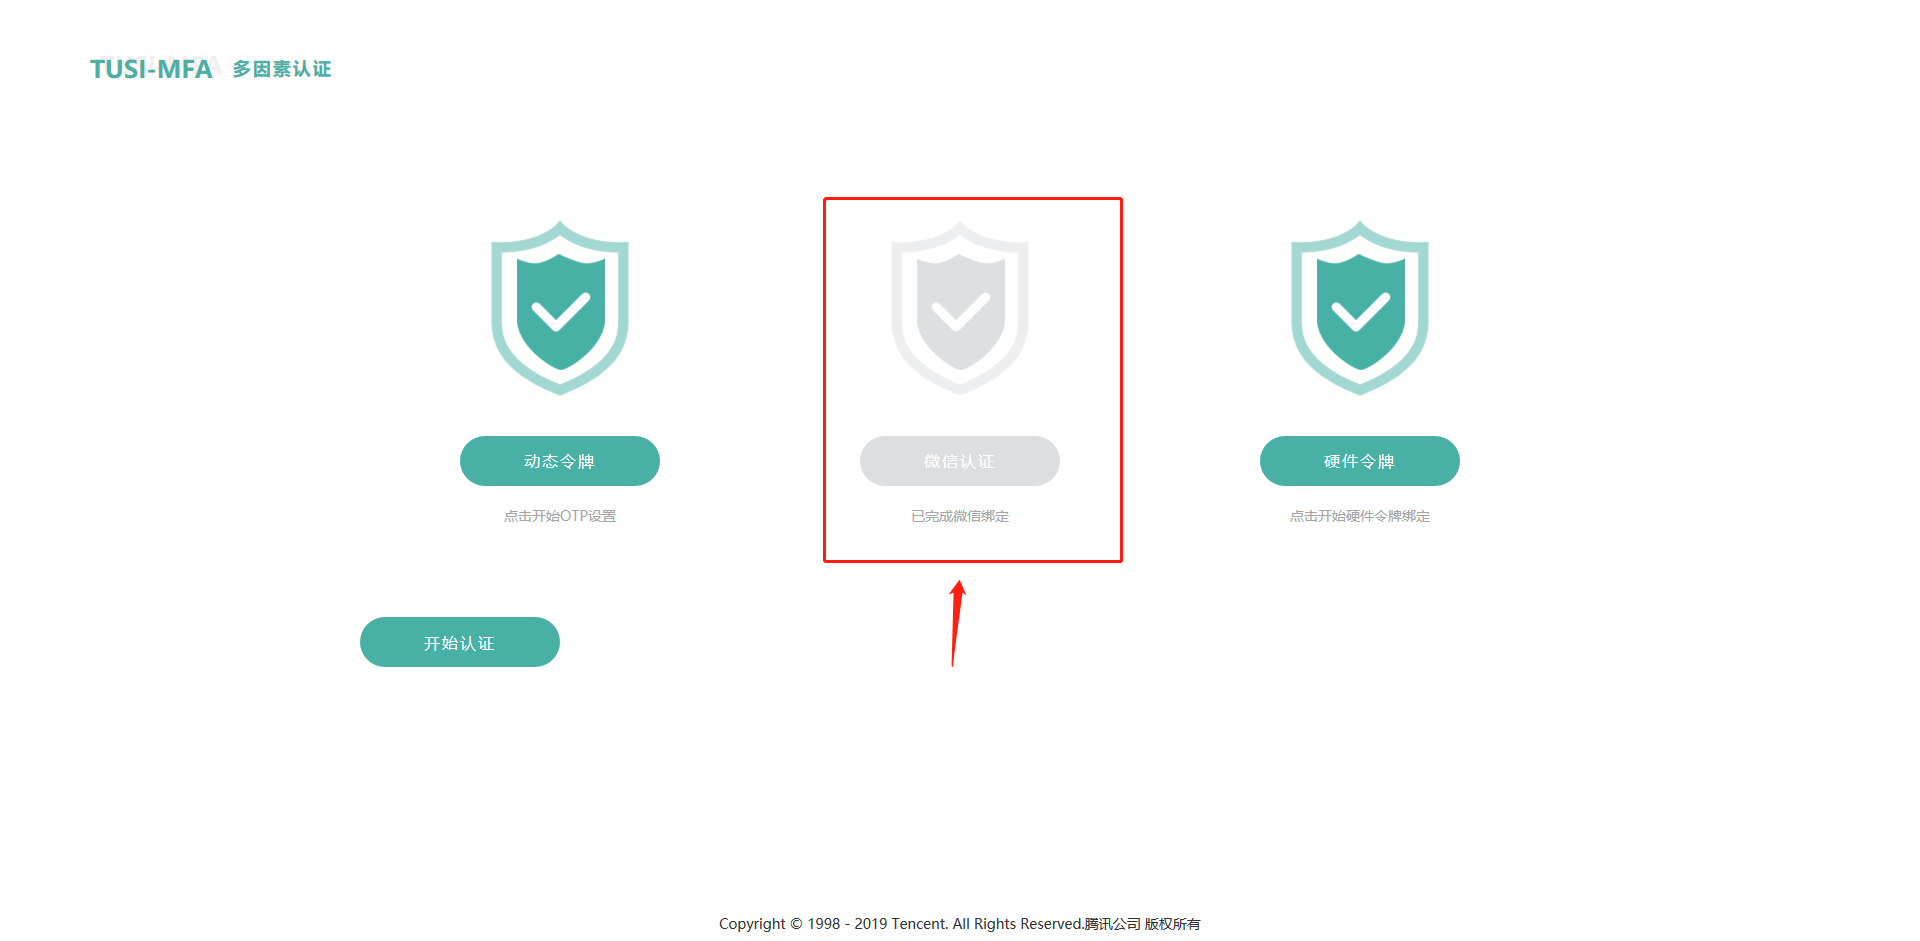 TUSI-MFA 多因素认证
动态令牌
微信认证
硬件令牌
点击开始OTP设置
已完成微信绑定
点击开始硬件令牌绑定
开始认证
Copyright © 1998 - 2019 Tencent. All Rights Reserved.腾讯公司 版权所有